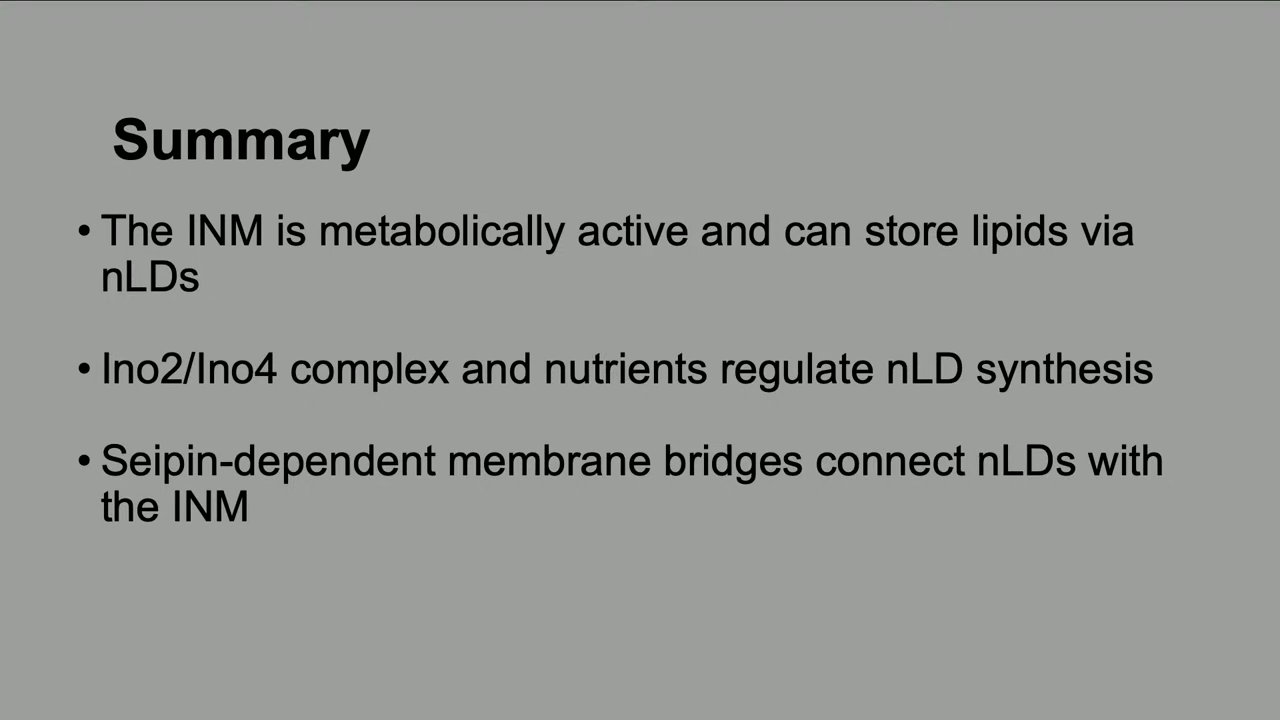 Summary
• The INM is metabolically active and can store lipids via
nLDs
• Ino2/Ino4 complex and nutrients regulate nLD synthesis
• Seipin-dependent membrane bridges connect nLDs with
the INM